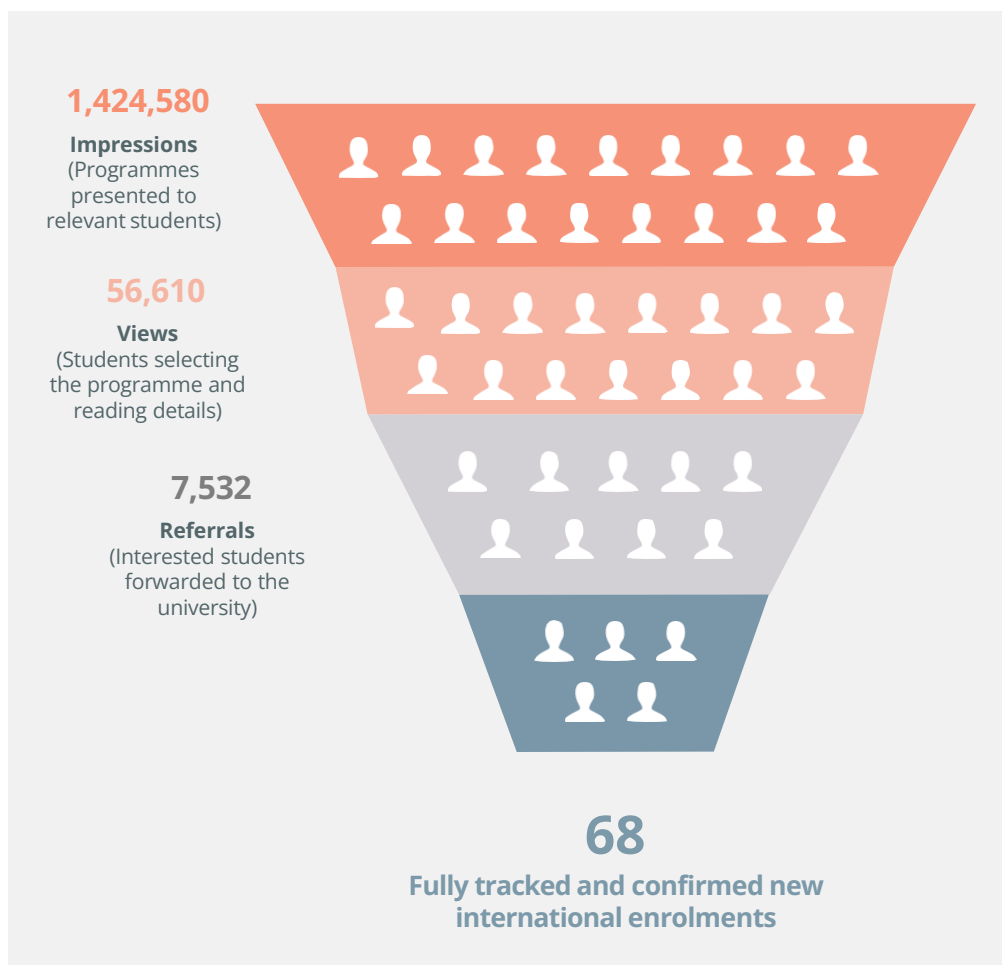 1,424,580
Impressions
(Programmes
presented to
relevant students)
56,610
Views
(Students selecting
the programme and
reading details)
7,532
Referrals
(Interested students
forwarded to the
university)
68
Fully tracked and confirmed new
international enrolments